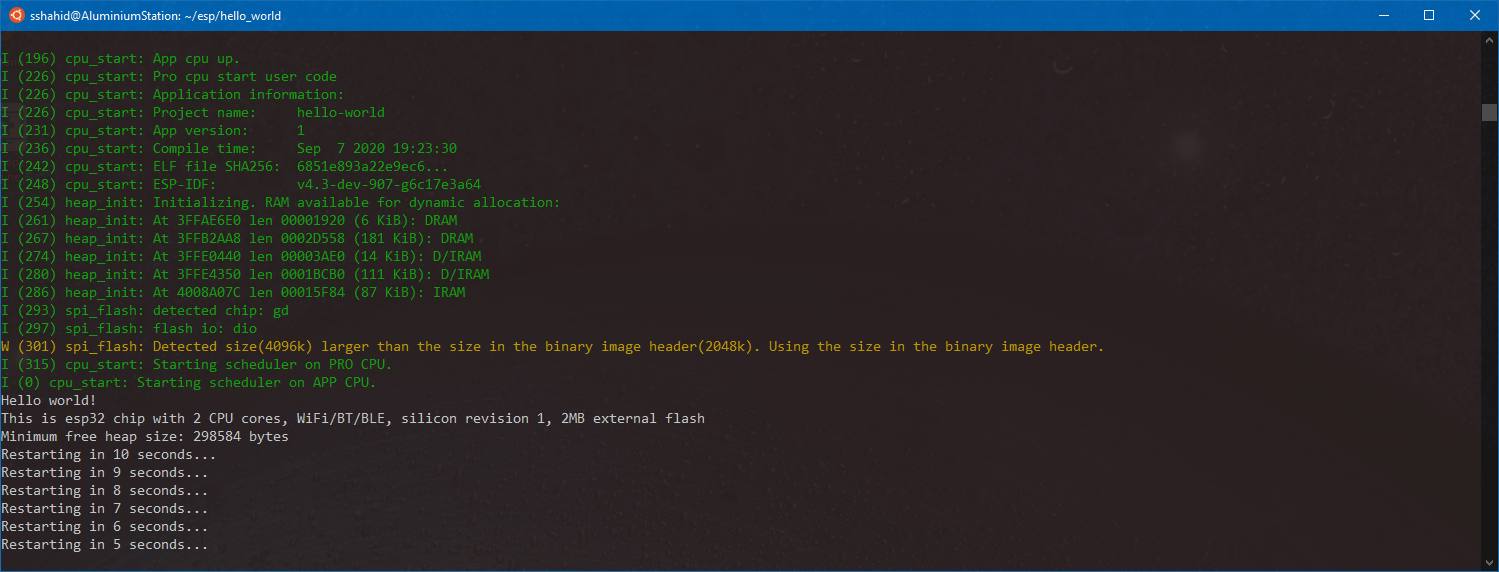 sshahid@AluminiumStation: ~/esp/hello_world
I (196) cpu_start: App cpu up.
I (226) cpu_start: Pro cpu start user code
I (226) cpu_start: Application information:
I (226) cpu_start: Project name:     hello-world
I (231) cpu_start: App version:      1
I (236) cpu_start: Compile time:     Sep  7 2020 19:23:30
I (242) cpu_start: ELF file SHA256:  6851e893a22e9ec6...
I (248) cpu_start: ESP-IDF:          v4.3-dev-907-g6c17e3a64
I (254) heap_init: Initializing. RAM available for dynamic allocation:
I (261) heap_init: At 3FFAE6E0 len 00001920 (6 KiB): DRAM
I (267) heap_init: At 3FFB2AA8 len 0002D558 (181 KiB): DRAM
I (274) heap_init: At 3FFE0440 len 00003AE0 (14 KiB): D/IRAM
I (280) heap_init: At 3FFE4350 len 0001BCB0 (111 KiB): D/IRAM
I (286) heap_init: At 4008A07C len 00015F84 (87 KiB): IRAM
I (293) spi_flash: detected chip: gd
I (297) spi_flash: flash io: dio
W (301) spi_flash: Detected size(4096k) larger than the size in the binary image header(2048k). Using the size in the binary image header.
I (315) cpu_start: Starting scheduler on PRO CPU.
I (0) cpu_start: Starting scheduler on APP CPU.
Hello world!
This is esp32 chip with 2 CPU cores, WiFi/BT/BLE, silicon revision 1, 2MB external flash
Minimum free heap size: 298584 bytes
Restarting in 10 seconds...
Restarting in 9 seconds...
Restarting in 8 seconds...
Restarting in 7 seconds...
Restarting in 6 seconds...
Restarting in 5 seconds...